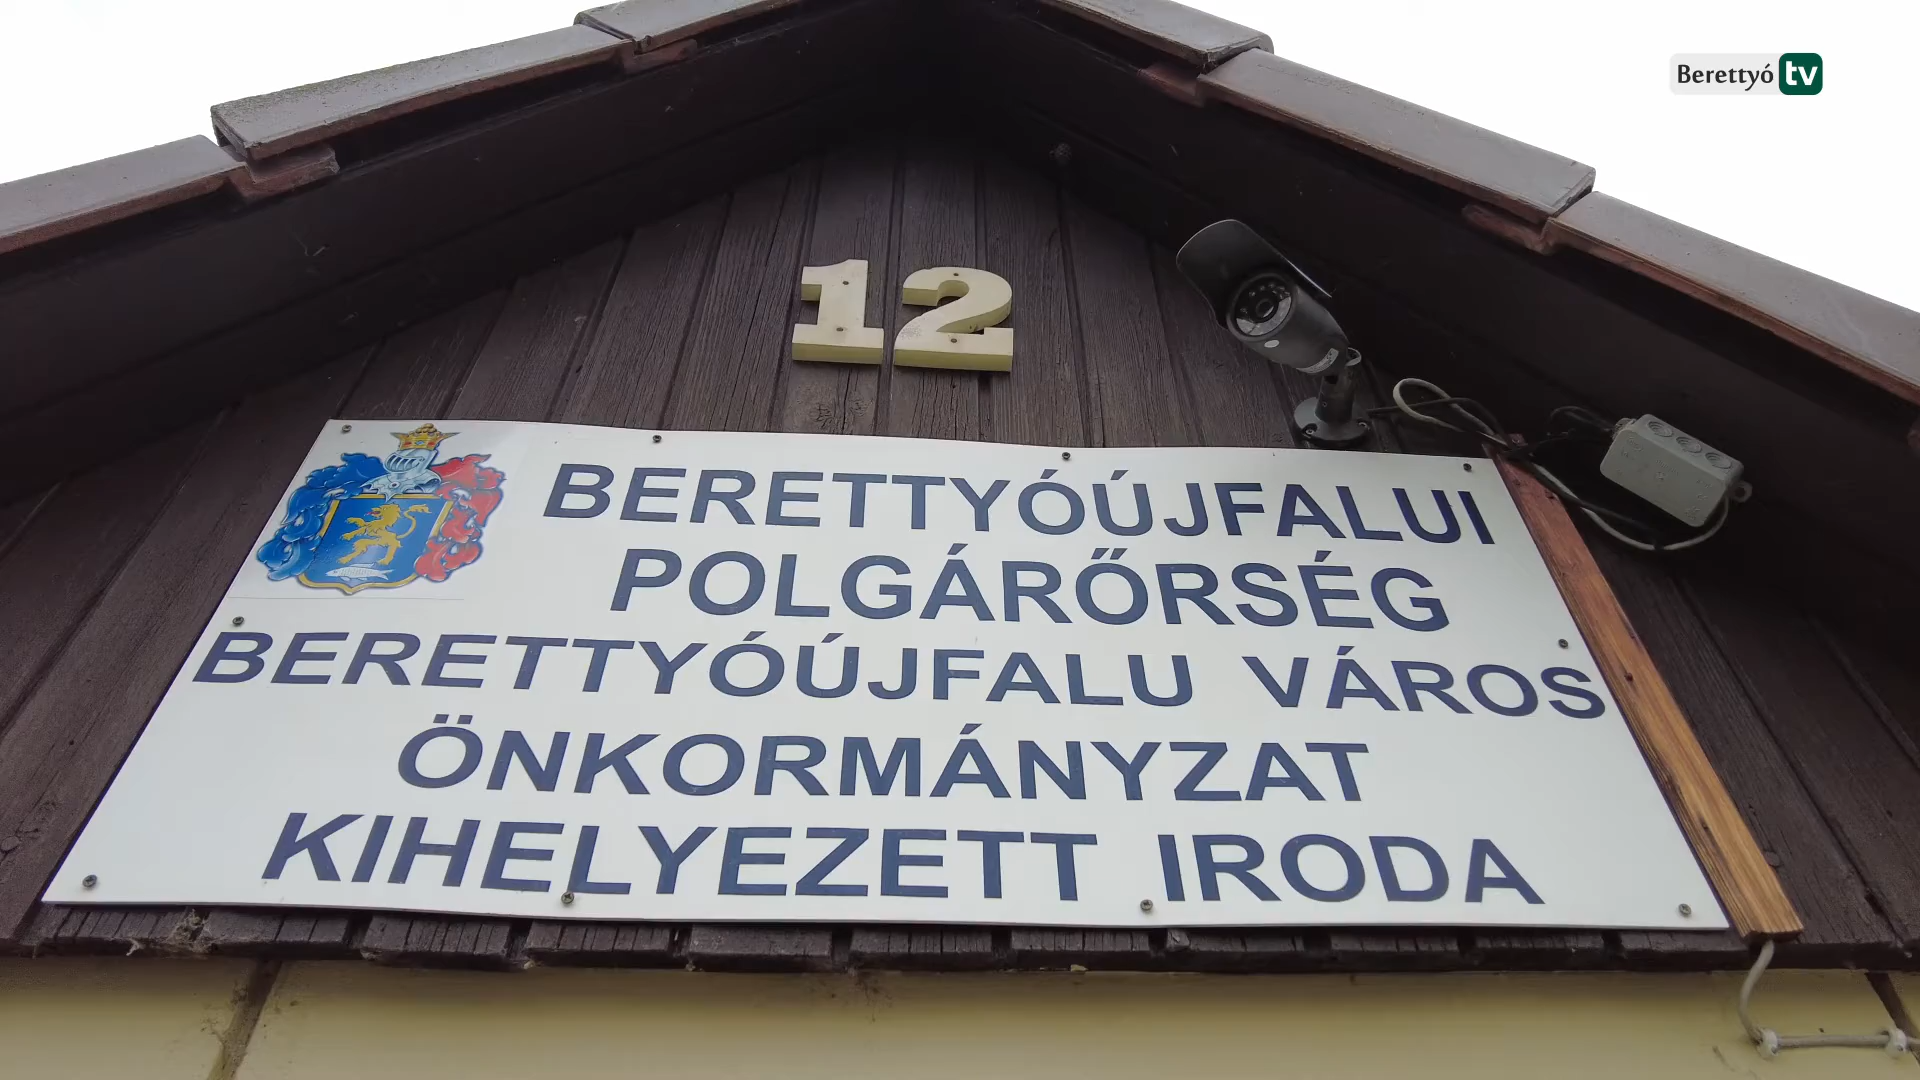 Berettyó tv
12
BERETTYÓÚJFALUI
POLGÁRŐRSÉG
BERETTYÓÚJFALU VÁROS
ÖNKORMÁNYZAT
KIHELYEZETT IRODA